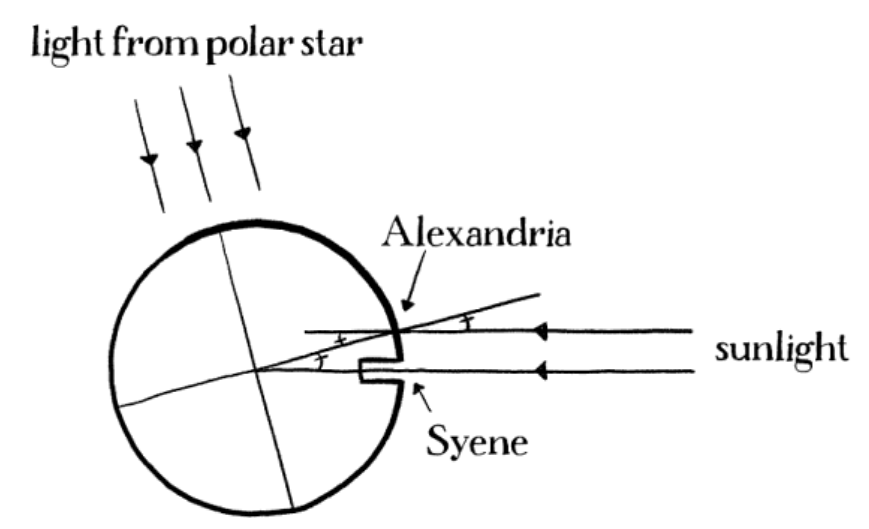 light from polar star
Alexandria
sunlight
Syene